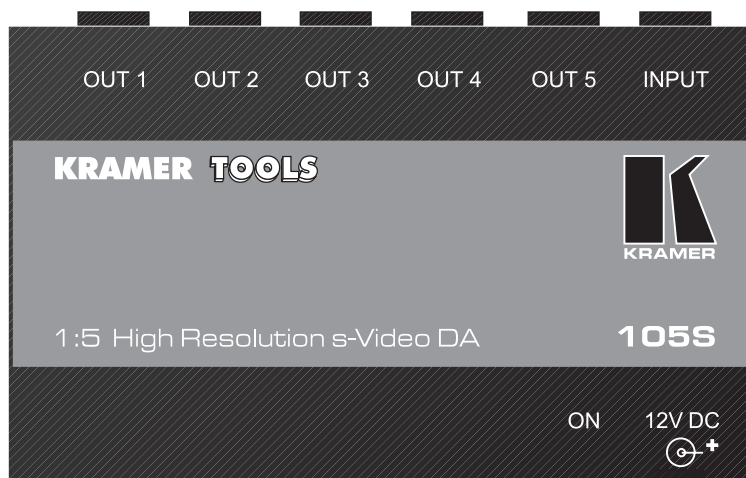 OUT 1 OUT 2 OUT 3 OUT 4 OUT 5 INPUT
KRAMER TOOLS
KRAMER
1:5 High Resolution s-Video DA 105S
ON 12V DC
+